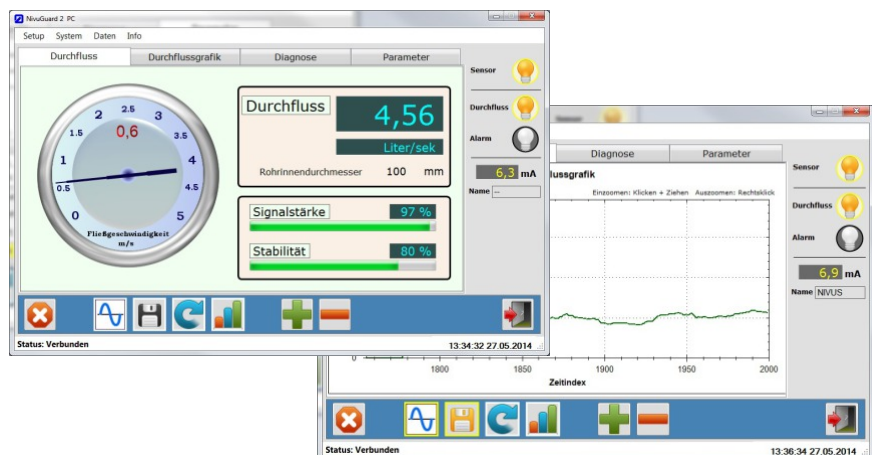 NivuGuard 2 PC
Setup System Daten Info
Durchfluss Durchflussgrafik Diagnose Parameter
Sensor
Durchfluss
Alarm
6,3 mA
Name --
0 0.5 1 1.5 2 2.5 3 3.5 4 4.5 5
0,6
Fließgeschwindigkeit
m/s
Durchfluss 4,56
Liter/sek
Rohrinnendurchmesser 100 mm
Signalstärke 97 %
Stabilität 80 %
Status: Verbunden 13:34:32 27.05.2014
Sensor
Diagnose Parameter
lussgrafik
Einzoomen: Klicken + Ziehen Auszoomen: Rechtsklick
Sensor
Durchfluss
Alarm
6,9 mA
Name NIVUS
0
1800 1850 1900 1950 2000
Zeitindex
Status: Verbunden 13:36:34 27.05.2014